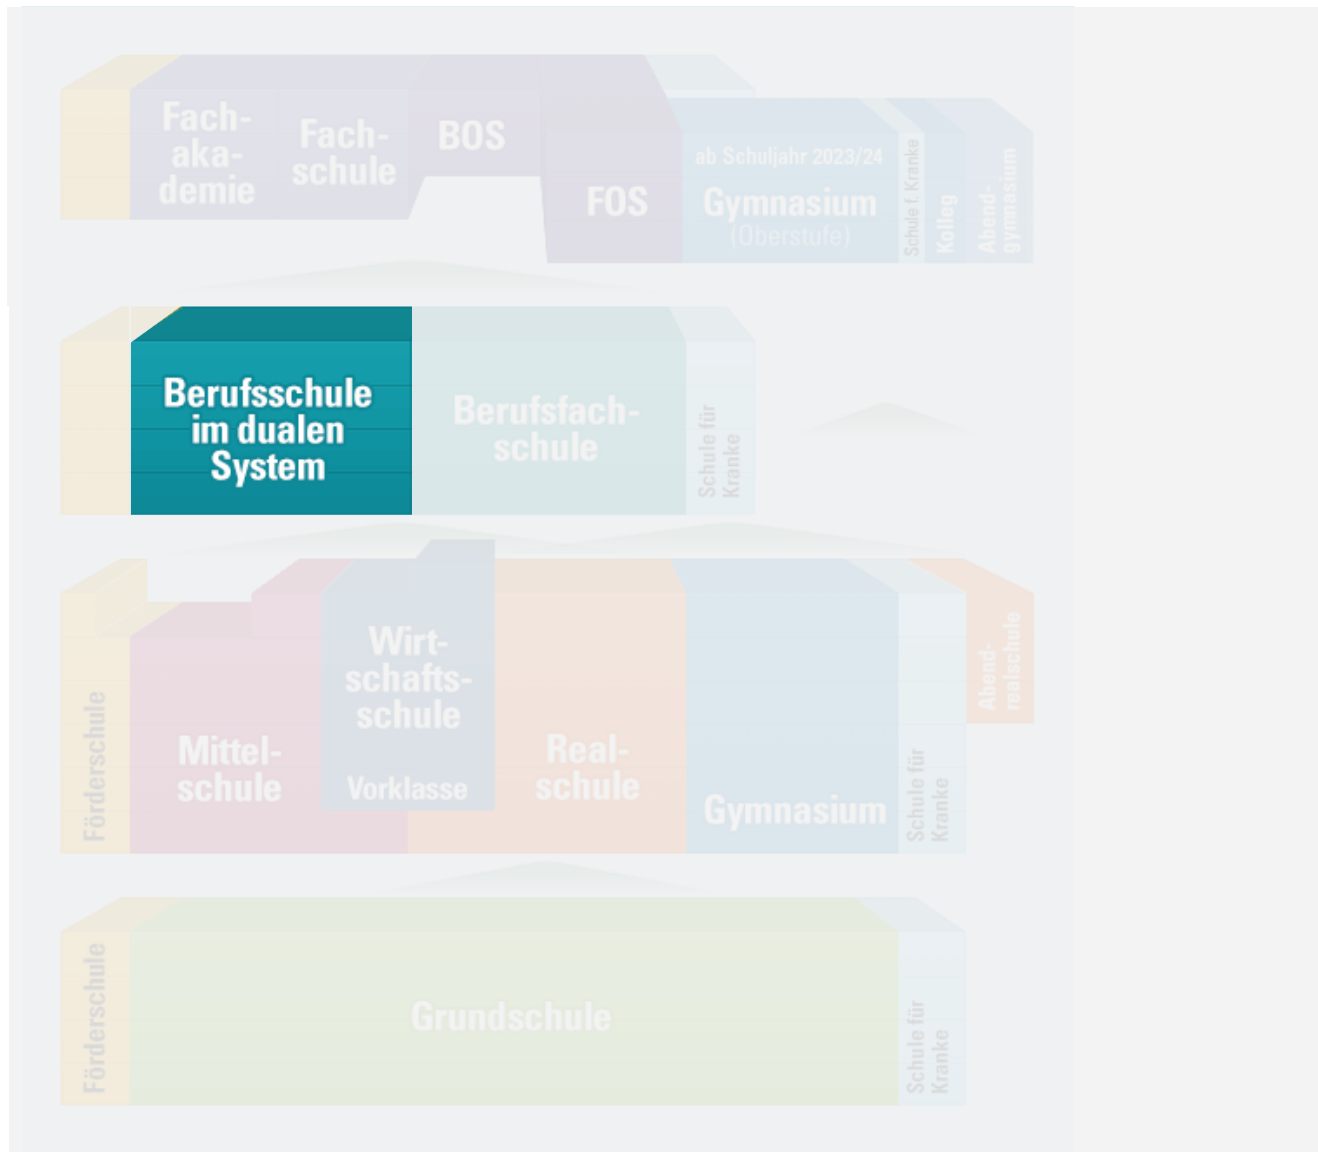 Fach-
aka-
demie
Fach-
schule
BOS
FOS
ab Schuljahr 2023/24
Gymnasium
(Oberstufe)
Schule f. Kranke
Kolleg
Abend-
gymnasium
Berufsschule
im dualen
System
Berufsfach-
schule
Schule für
Kranke
Förderschule
Mittel-
schule
Wirt-
schafts-
schule
Vorklasse
Real-
schule
Gymnasium
Schule für
Kranke
Abend-
realschule
Förderschule
Grundschule
Schule für
Kranke